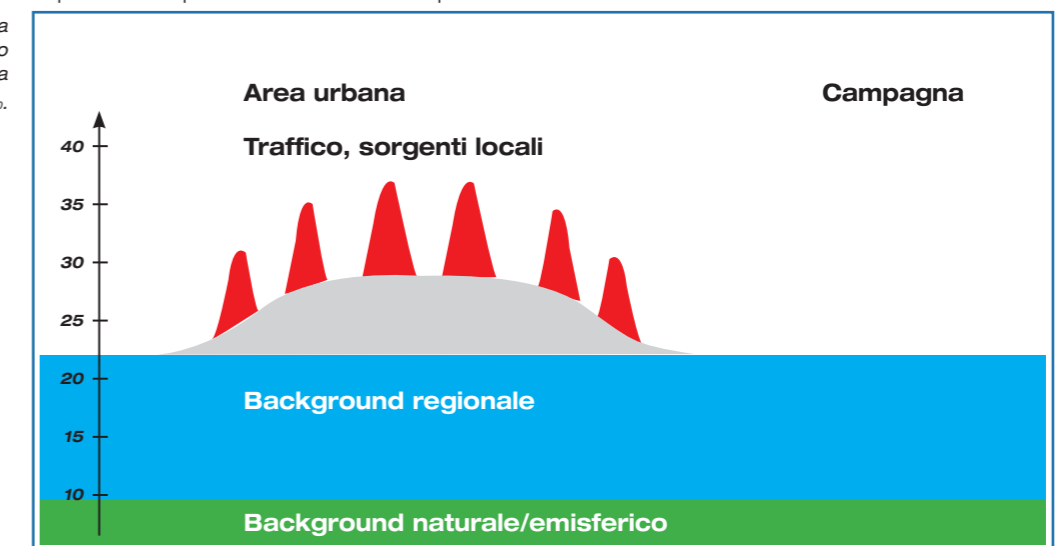 a
o
a
Area urbana
Campagna
Traffico, sorgenti locali
40
35
30
25
20
15
10
Background regionale
Background naturale/emisferico